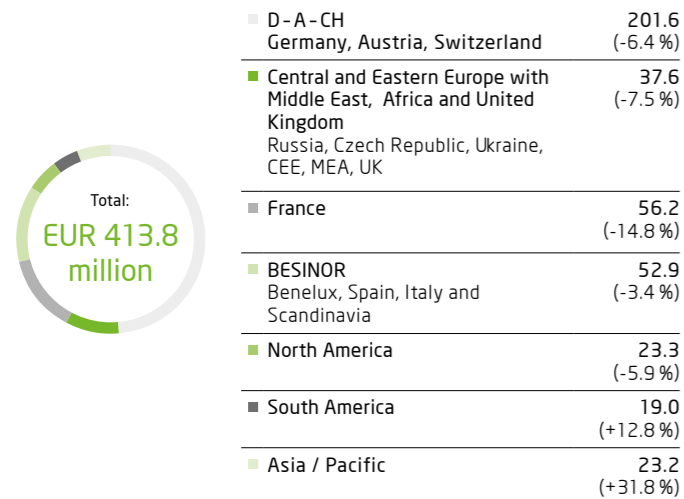 Total:
EUR 413.8
million
D-A-CH 201.6
Germany, Austria, Switzerland (-6.4 %)
Central and Eastern Europe with 37.6
Middle East, Africa and United (-7.5 %)
Kingdom
Russia, Czech Republic, Ukraine,
CEE, MEA, UK
France 56.2
(-14.8 %)
BESINOR 52.9
Benelux, Spain, Italy and (-3.4 %)
Scandinavia
North America 23.3
(-5.9 %)
South America 19.0
(+12.8 %)
Asia / Pacific 23.2
(+31.8 %)